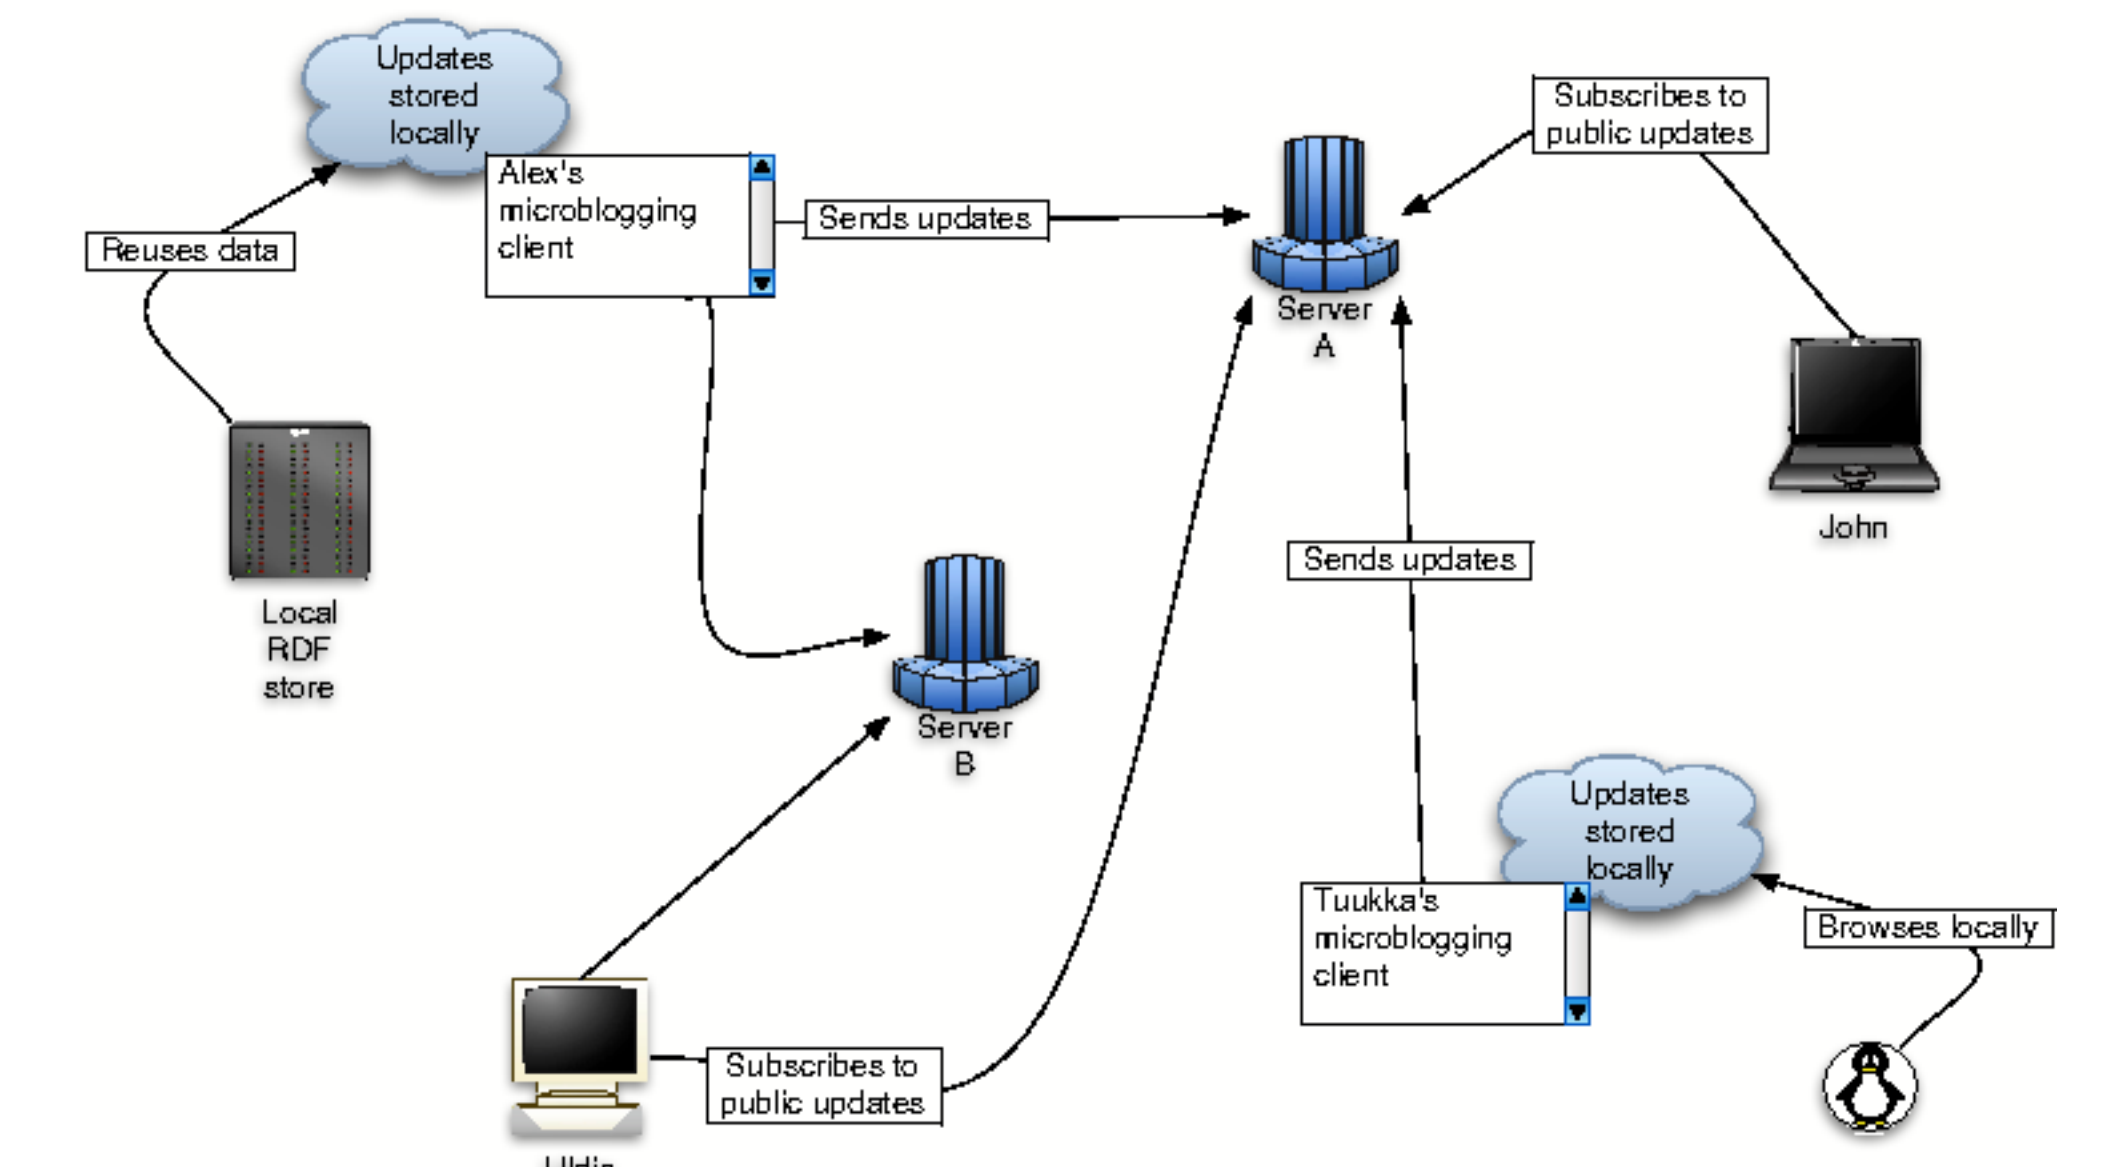 Updates
stored
locally
Subscribes to
public updates
Alex's
microblogging
client
Sends updates
Reuses data
Server
A
John
Sends updates
Local
RDF
store
Server
B
Updates
stored
locally
Tuukka's
microblogging
client
Browses locally
Subscribes to
public updates